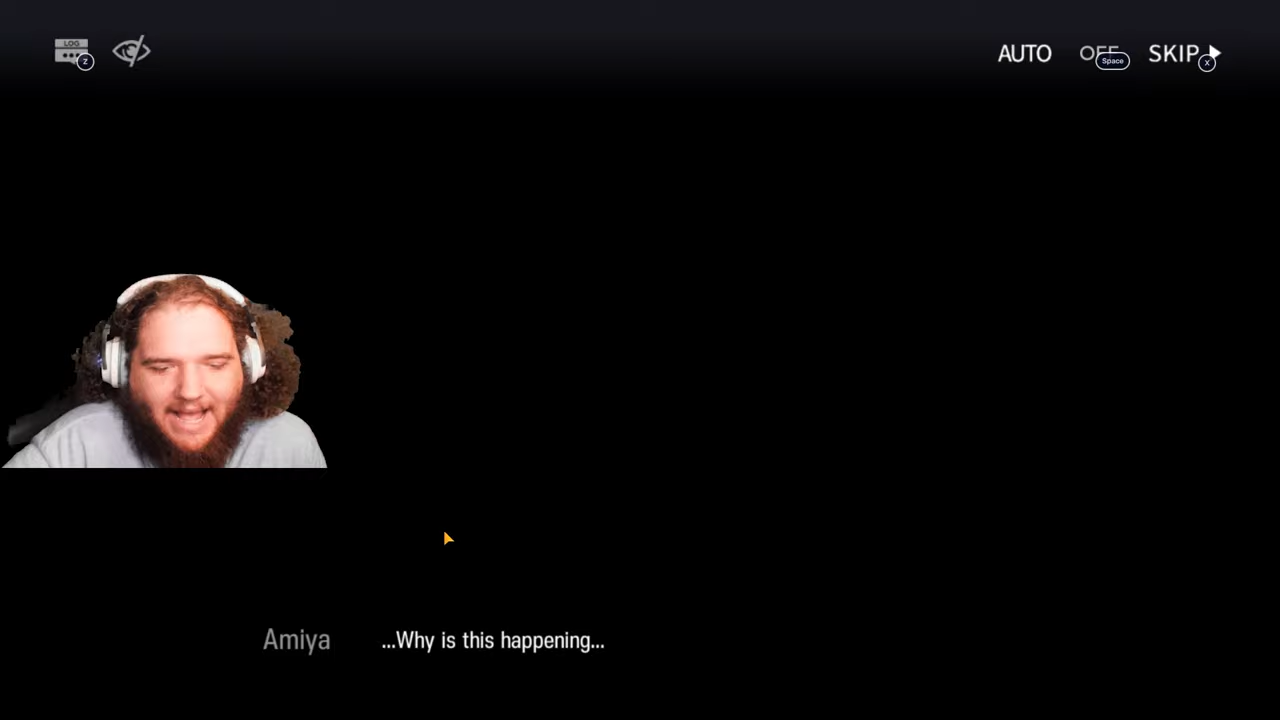 LOG
Z
AUTO
OFF
Space
SKIP
X
Amiya
...Why is this happening...